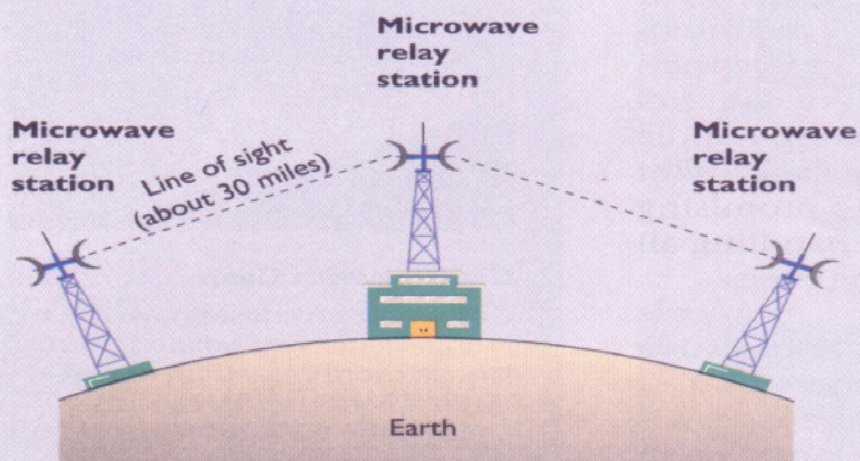 Microwave
relay
station
Microwave
relay
station
Line of sight
(about 30 miles)
Microwave
relay
station
Earth